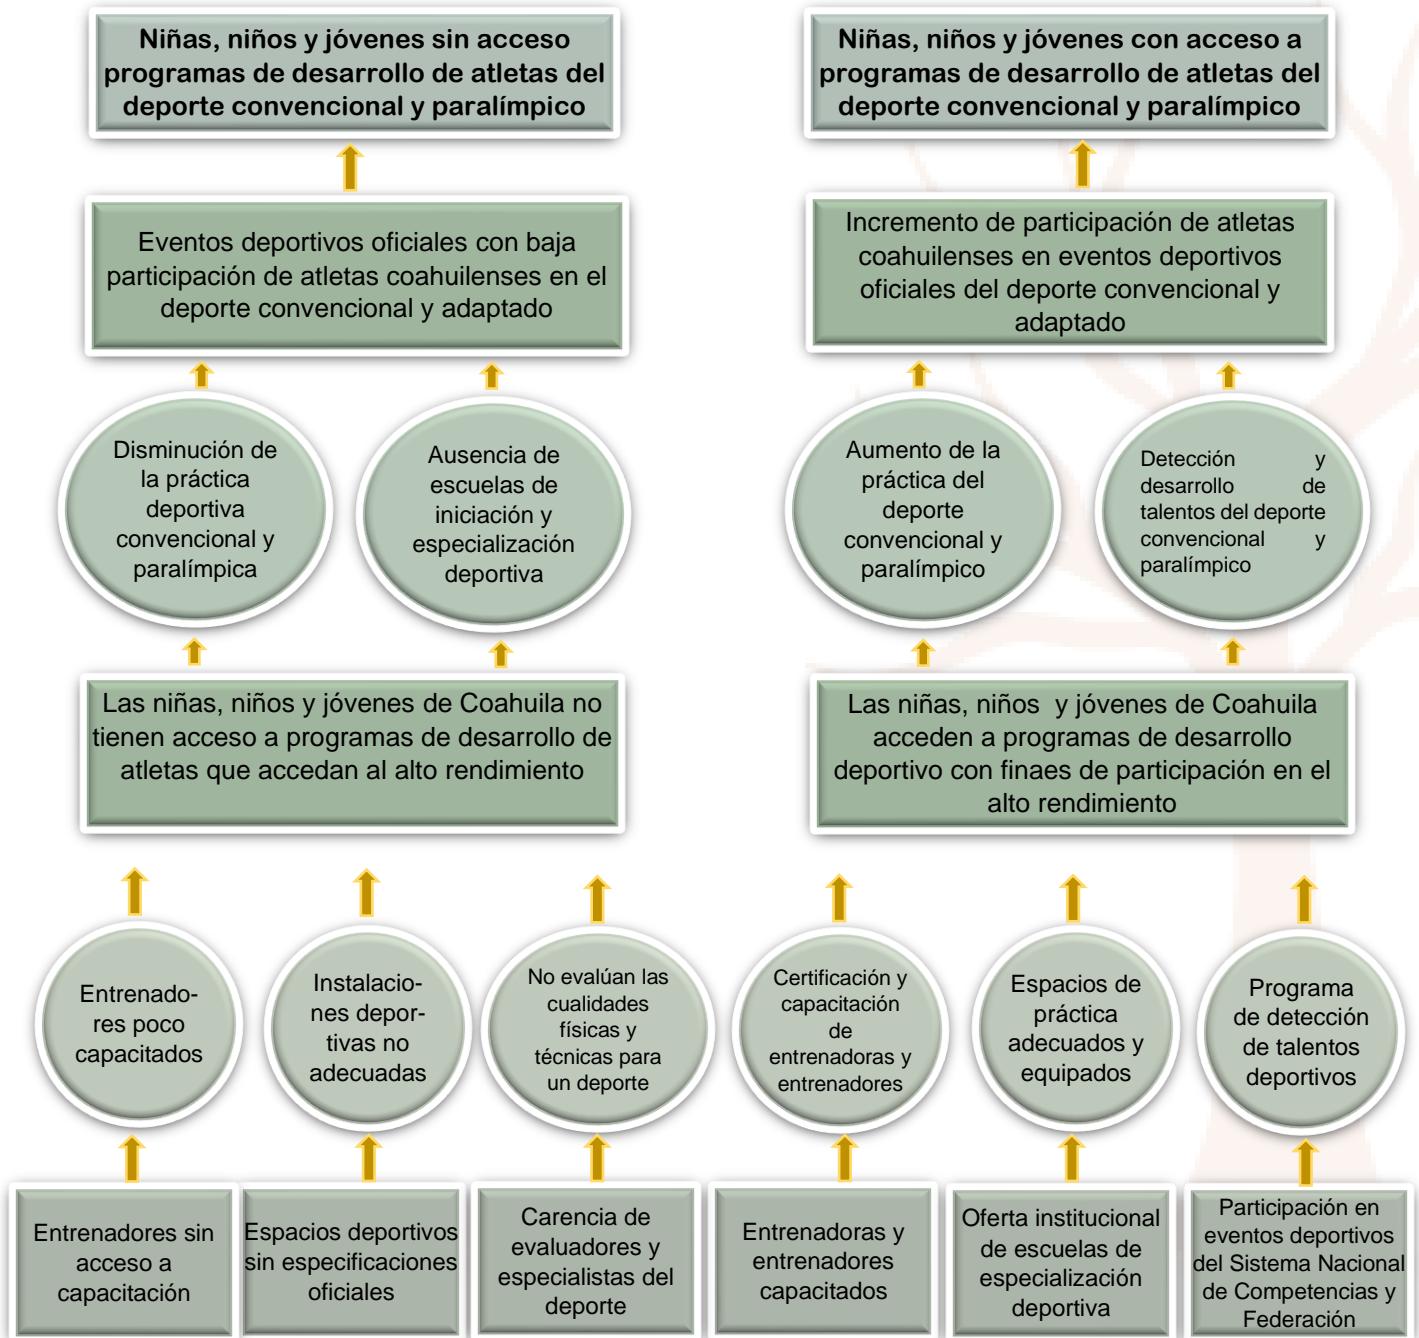 Niñas, niños y jóvenes sin acceso
programas de desarrollo de atletas del
deporte convencional y paralímpico
Niñas, niños y jóvenes con acceso a
programas de desarrollo de atletas del
deporte convencional y paralímpico
Eventos deportivos oficiales con baja
participación de atletas coahuilenses en el
deporte convencional y adaptado
Incremento de participación de atletas
coahuilenses en eventos deportivos
oficiales del deporte convencional y
adaptado
Disminución de
la práctica
deportiva
convencional y
paralímpica
Ausencia de
escuelas de
iniciación y
especialización
deportiva
Aumento de la
práctica del
deporte
convencional y
paralímpico
Detección y
desarrollo de
talentos del deporte
convencional y
paralímpico
Las niñas, niños y jóvenes de Coahuila no
tienen acceso a programas de desarrollo de
atletas que accedan al alto rendimiento
Las niñas, niños y jóvenes de Coahuila
acceden a programas de desarrollo
deportivo con finaes de participación en el
alto rendimiento
Entrenado-
res poco
capacitados
Instalacio-
nes depor-
tivas no
adecuadas
No evalúan las
cualidades
físicas y
técnicas para
un deporte
Certificación y
capacitación
de
entrenadoras y
entrenadores
Espacios de
práctica
adecuados y
equipados
Programa
de detección
de talentos
deportivos
Entrenadores sin
acceso a
capacitación
Espacios deportivos
sin especificaciones
oficiales
Carencia de
evaluadores y
especialistas del
deporte
Entrenadoras y
entrenadores
capacitados
Oferta institucional
de escuelas de
especialización
deportiva
Participación en
eventos deportivos
del Sistema Nacional
de Competencias y
Federación